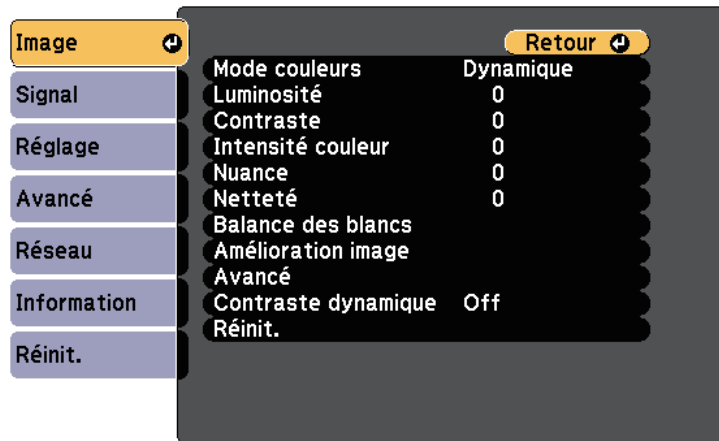 Image
Signal
Réglage
Avancé
Réseau
Information
Réinit.
Retour
Mode couleurs Dynamique
Luminosité 0
Contraste 0
Intensité couleur 0
Nuance 0
Netteté 0
Balance des blancs
Amélioration image
Avancé
Contraste dynamique Off
Réinit.